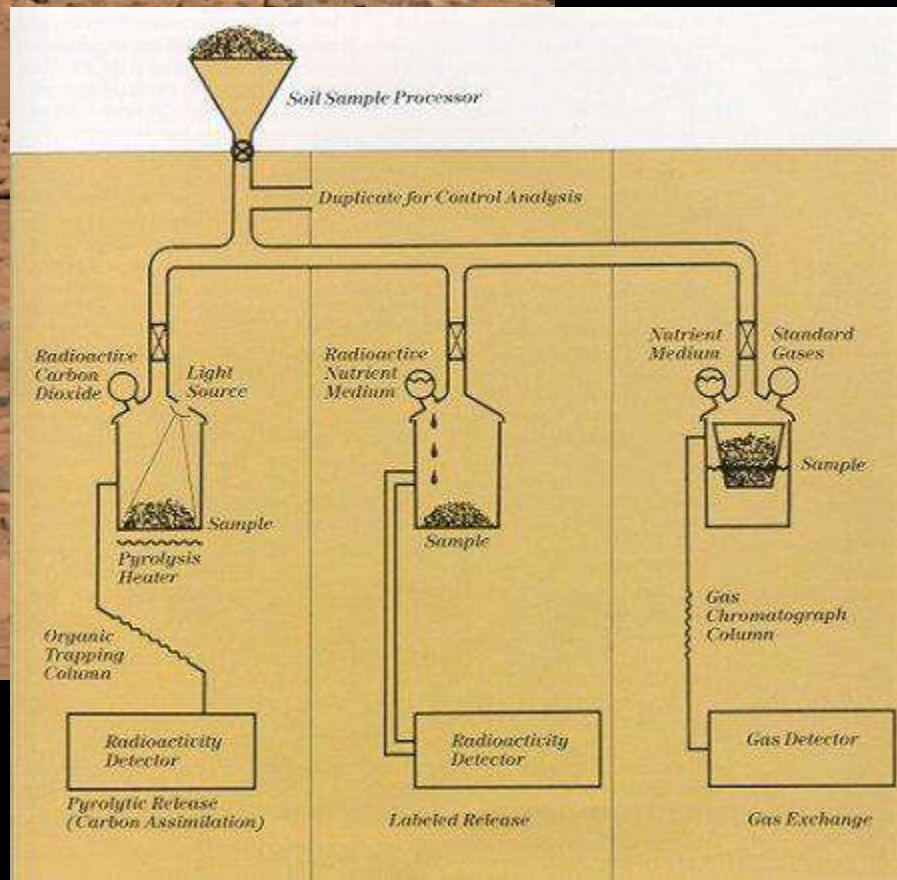 Soil Sample Processor
Duplicate for Control Analysis
Radioactive
Carbon
Dioxide
Light
Source
Sample
Pyrolysis
Heater
Organic
Trapping
Column
Radioactivity
Detector
Pyrolytic Release
(Carbon Assimilation)
Radioactive
Nutrient
Medium
Sample
Radioactivity
Detector
Labeled Release
Nutrient
Medium
Standard
Gases
Sample
Gas
Chromatograph
Column
Gas Detector
Gas Exchange